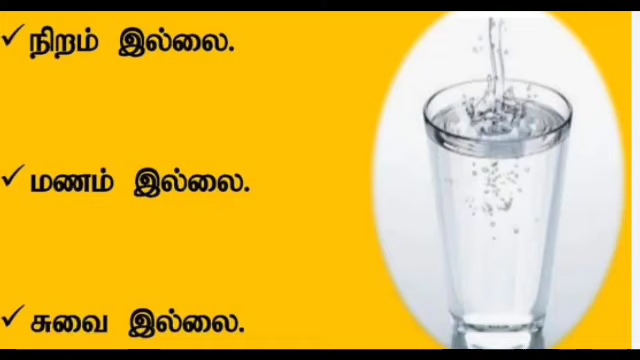 ✓ நிறம் இல்லை.
✓ மணம் இல்லை.
✓ சுவை இல்லை.